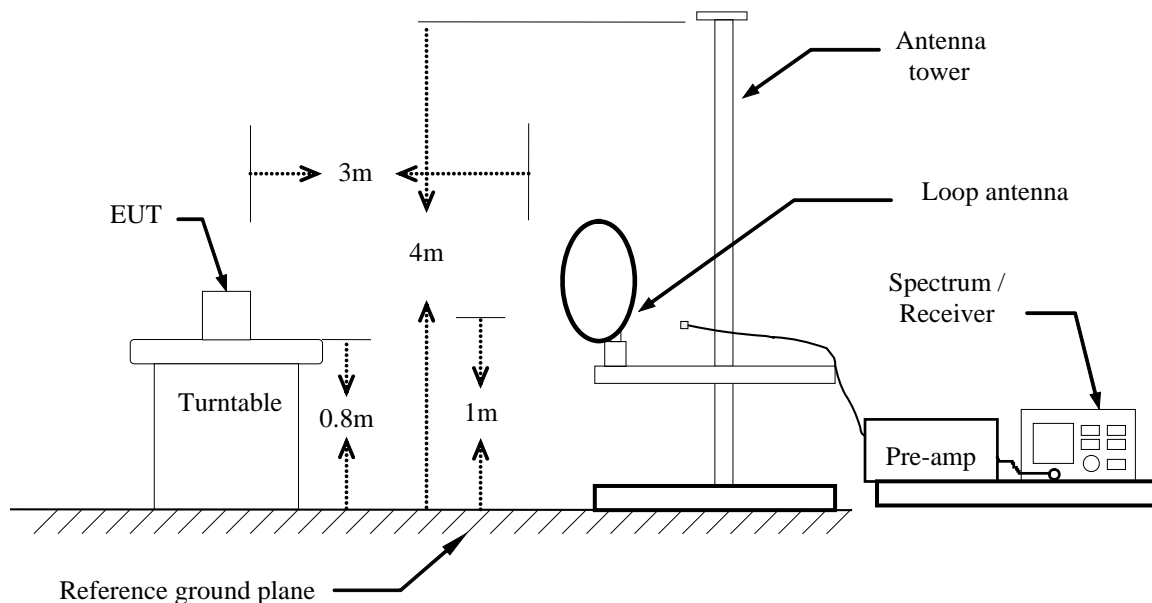 Antenna
tower
3m
EUT
Loop antenna
4m
Spectrum /
Receiver
Turntable
0.8m
1m
Pre-amp
Reference ground plane